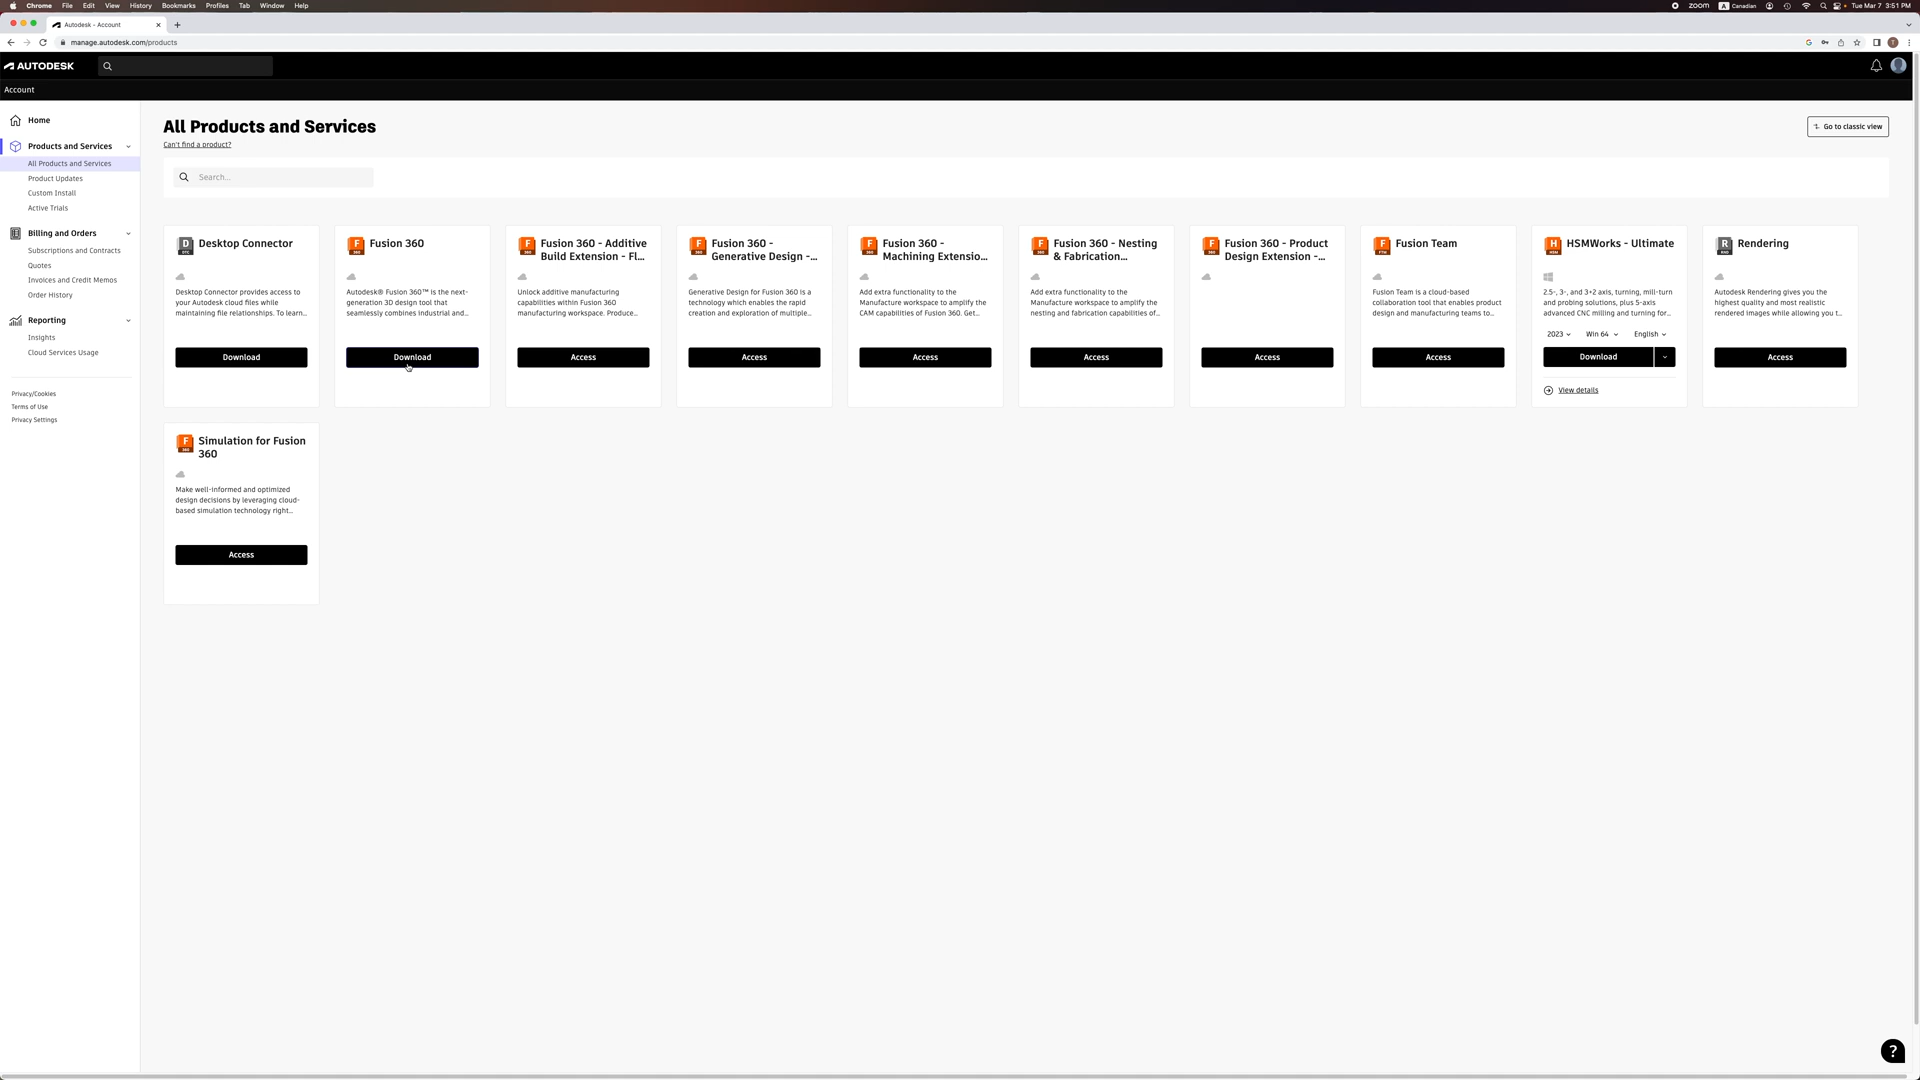 Chrome File Edit View History Bookmarks Profiles Tab Window Help
zoom A Canadian Tue Mar 7 3:51 PM
Autodesk - Account
manage.autodesk.com/products
AUTODESK
Account
Home
Products and Services
All Products and Services
Product Updates
Custom Install
Active Trials
Billing and Orders
Subscriptions and Contracts
Quotes
Invoices and Credit Memos
Order History
Reporting
Insights
Cloud Services Usage
Privacy/Cookies
Terms of Use
Privacy Settings
All Products and Services
Go to classic view
Can't find a product?
Search...
Desktop Connector
Desktop Connector provides access to
your Autodesk cloud files while
maintaining file relationships. To learn...
Download
Fusion 360
Autodesk® Fusion 360™ is the next-
generation 3D design tool that
seamlessly combines industrial and...
Download
Fusion 360 - Additive
Build Extension - Fl...
Unlock additive manufacturing
capabilities within Fusion 360
manufacturing workspace. Produce...
Access
Fusion 360 -
Generative Design -...
Generative Design for Fusion 360 is a
technology which enables the rapid
creation and exploration of multiple...
Access
Fusion 360 -
Machining Extensio...
Add extra functionality to the
Manufacture workspace to amplify the
CAM capabilities of Fusion 360. Get...
Access
Fusion 360 - Nesting
& Fabrication...
Add extra functionality to the
Manufacture workspace to amplify the
nesting and fabrication capabilities of...
Access
Fusion 360 - Product
Design Extension -...
Access
Fusion Team
Fusion Team is a cloud-based
collaboration tool that enables product
design and manufacturing teams to...
Access
HSMWorks - Ultimate
2.5-, 3-, and 3+2 axis, turning, mill-turn
and probing solutions, plus 5-axis
advanced CNC milling and turning for...
2023 Win 64 English
Download
View details
Rendering
Autodesk Rendering gives you the
highest quality and most realistic
rendered images while allowing you t...
Access
Simulation for Fusion
360
Make well-informed and optimized
design decisions by leveraging cloud-
based simulation technology right...
Access
?